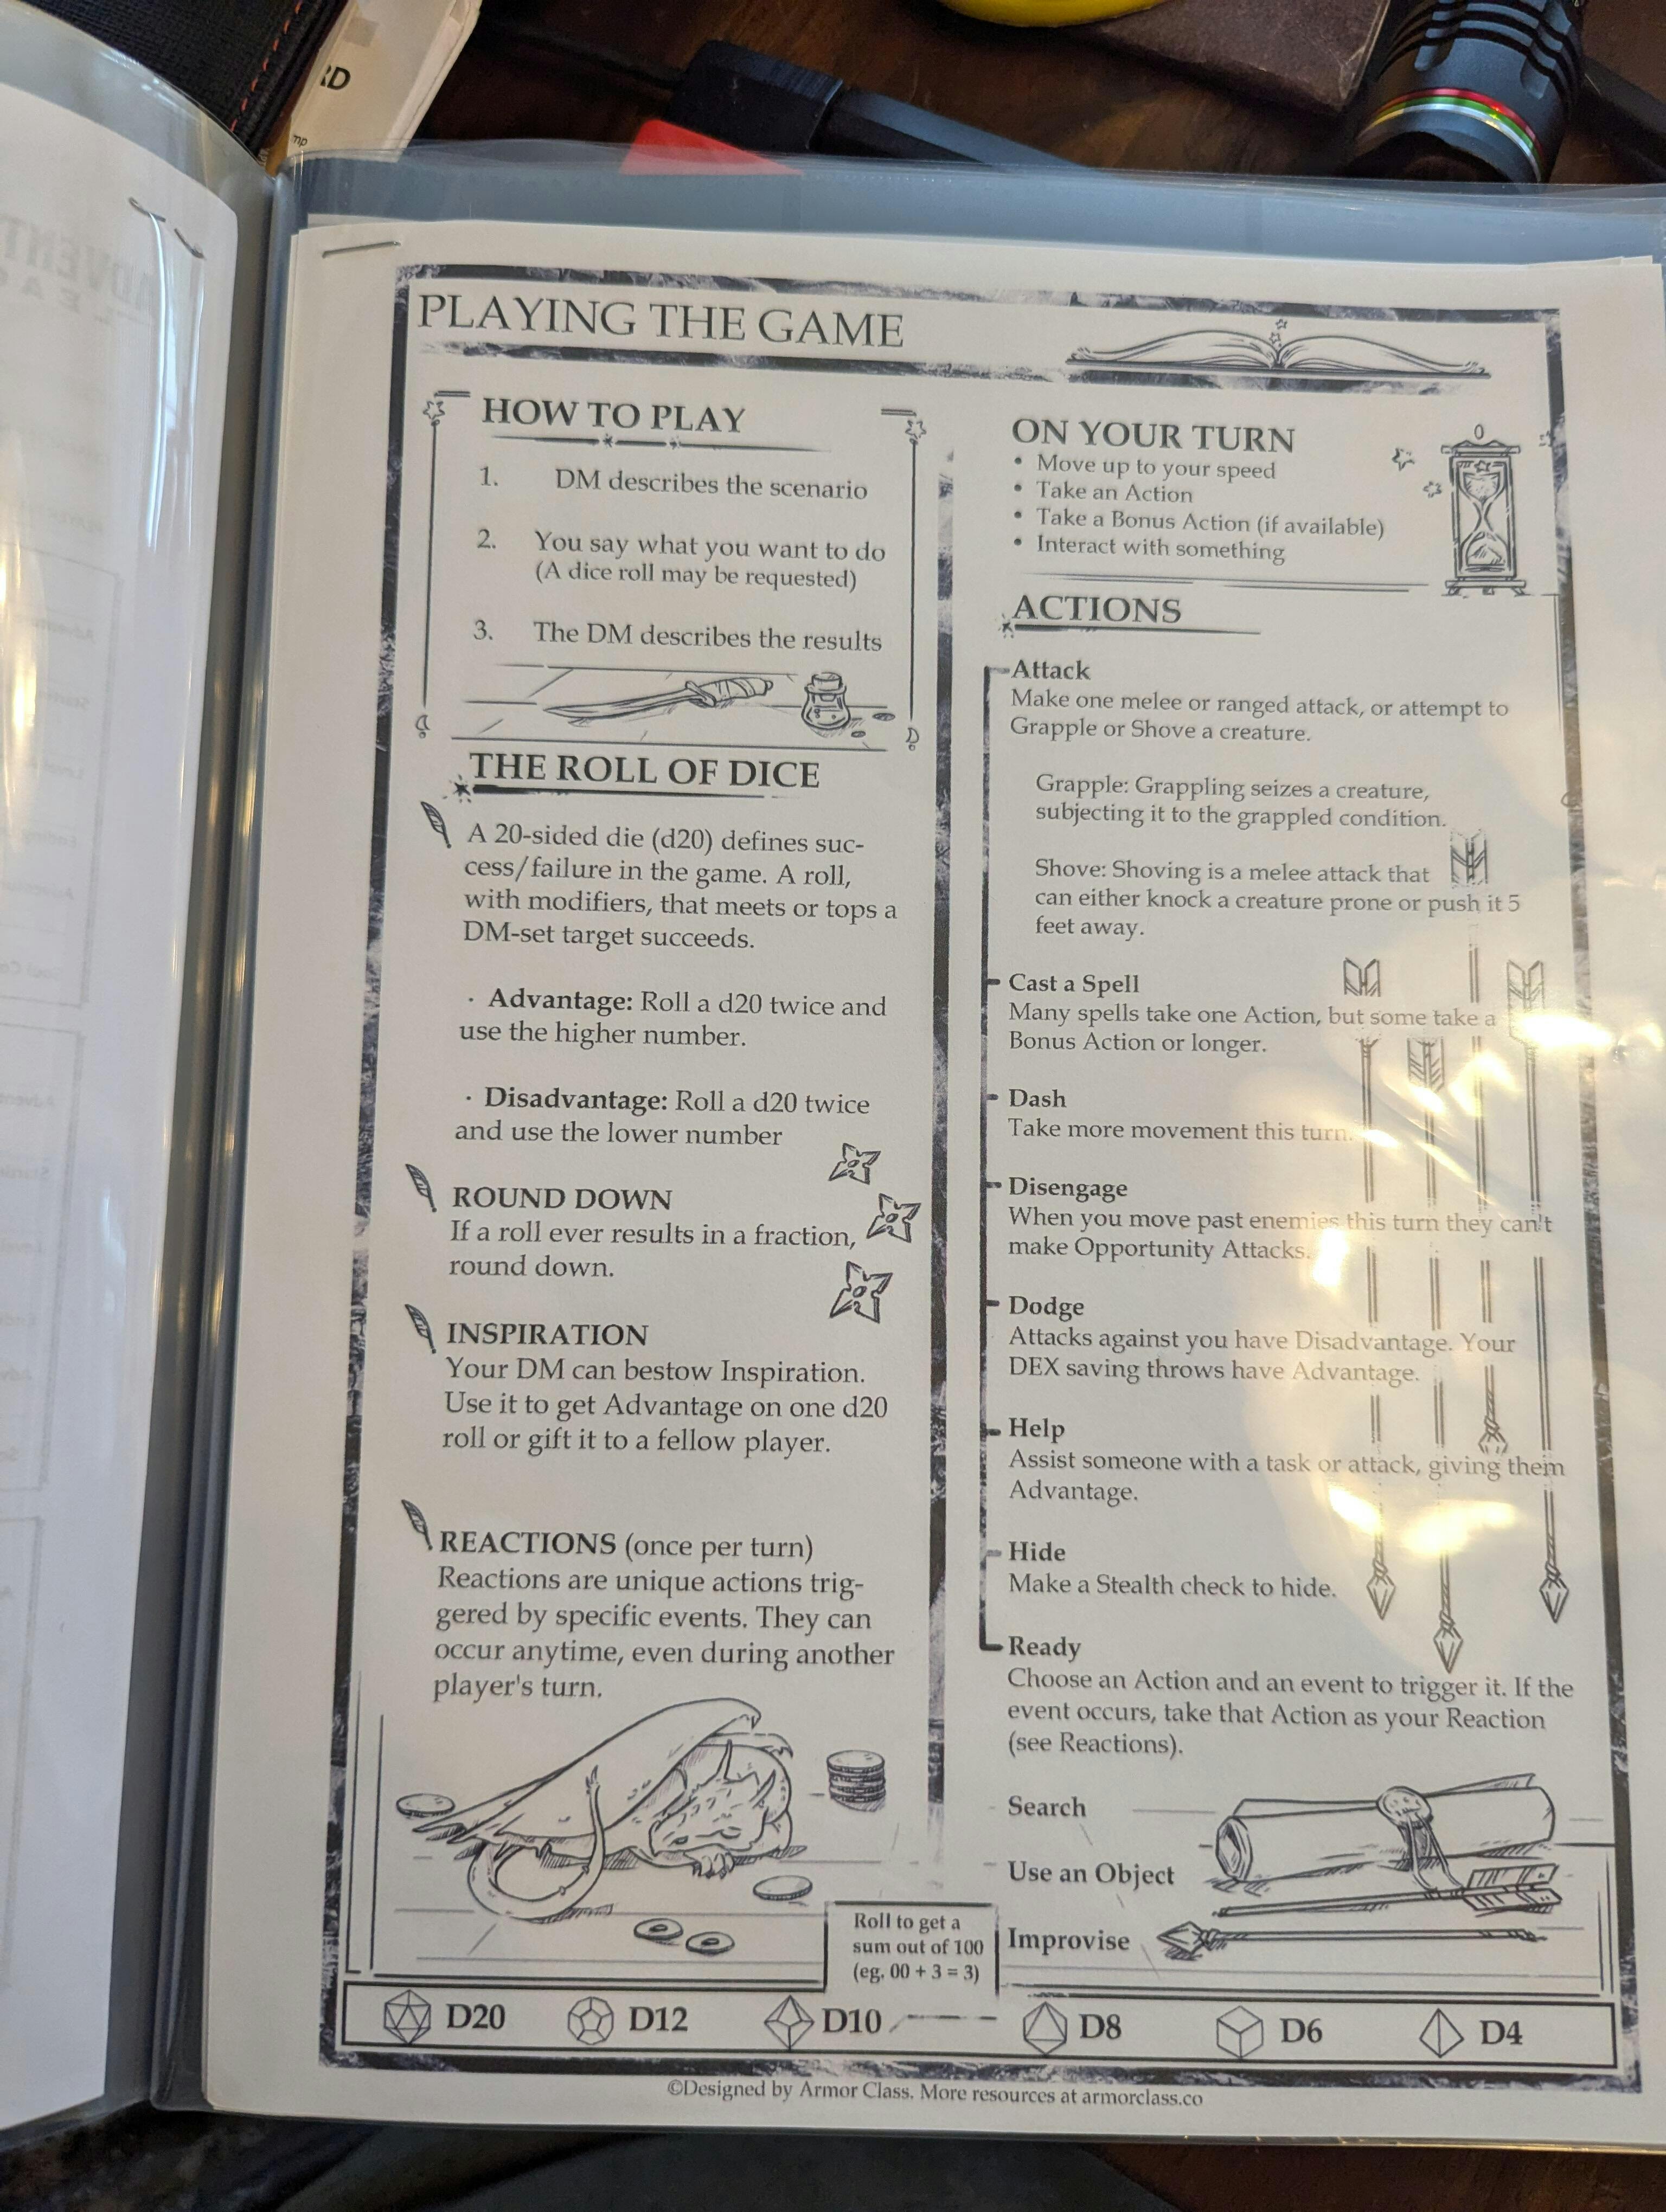 RD
mp
PLAYING THE GAME
HOW TO PLAY
1. DM describes the scenario
2. You say what you want to do
(A dice roll may be requested)
3. The DM describes the results
THE ROLL OF DICE
A 20-sided die (d20) defines suc-
cess/failure in the game. A roll,
with modifiers, that meets or tops a
DM-set target succeeds.
· Advantage: Roll a d20 twice and
use the higher number.
· Disadvantage: Roll a d20 twice
and use the lower number
ROUND DOWN
If a roll ever results in a fraction,
round down.
INSPIRATION
Your DM can bestow Inspiration.
Use it to get Advantage on one d20
roll or gift it to a fellow player.
REACTIONS (once per turn)
Reactions are unique actions trig-
gered by specific events. They can
occur anytime, even during another
player's turn.
ON YOUR TURN
• Move up to your speed
• Take an Action
• Take a Bonus Action (if available)
• Interact with something
ACTIONS
Attack
Make one melee or ranged attack, or attempt to
Grapple or Shove a creature.
Grapple: Grappling seizes a creature,
subjecting it to the grappled condition.
Shove: Shoving is a melee attack that
can either knock a creature prone or push it 5
feet away.
Cast a Spell
Many spells take one Action, but some take a
Bonus Action or longer.
Dash
Take more movement this turn.
Disengage
When you move past enemies this turn they can't
make Opportunity Attacks.
Dodge
Attacks against you have Disadvantage. Your
DEX saving throws have Advantage.
Help
Assist someone with a task or attack, giving them
Advantage.
Hide
Make a Stealth check to hide.
Ready
Choose an Action and an event to trigger it. If the
event occurs, take that Action as your Reaction
(see Reactions).
Search
Use an Object
Improvise
Roll to get a
sum out of 100
(eg. 00 + 3 = 3)
D20 D12 D10 D8 D6 D4
©Designed by Armor Class. More resources at armorclass.co